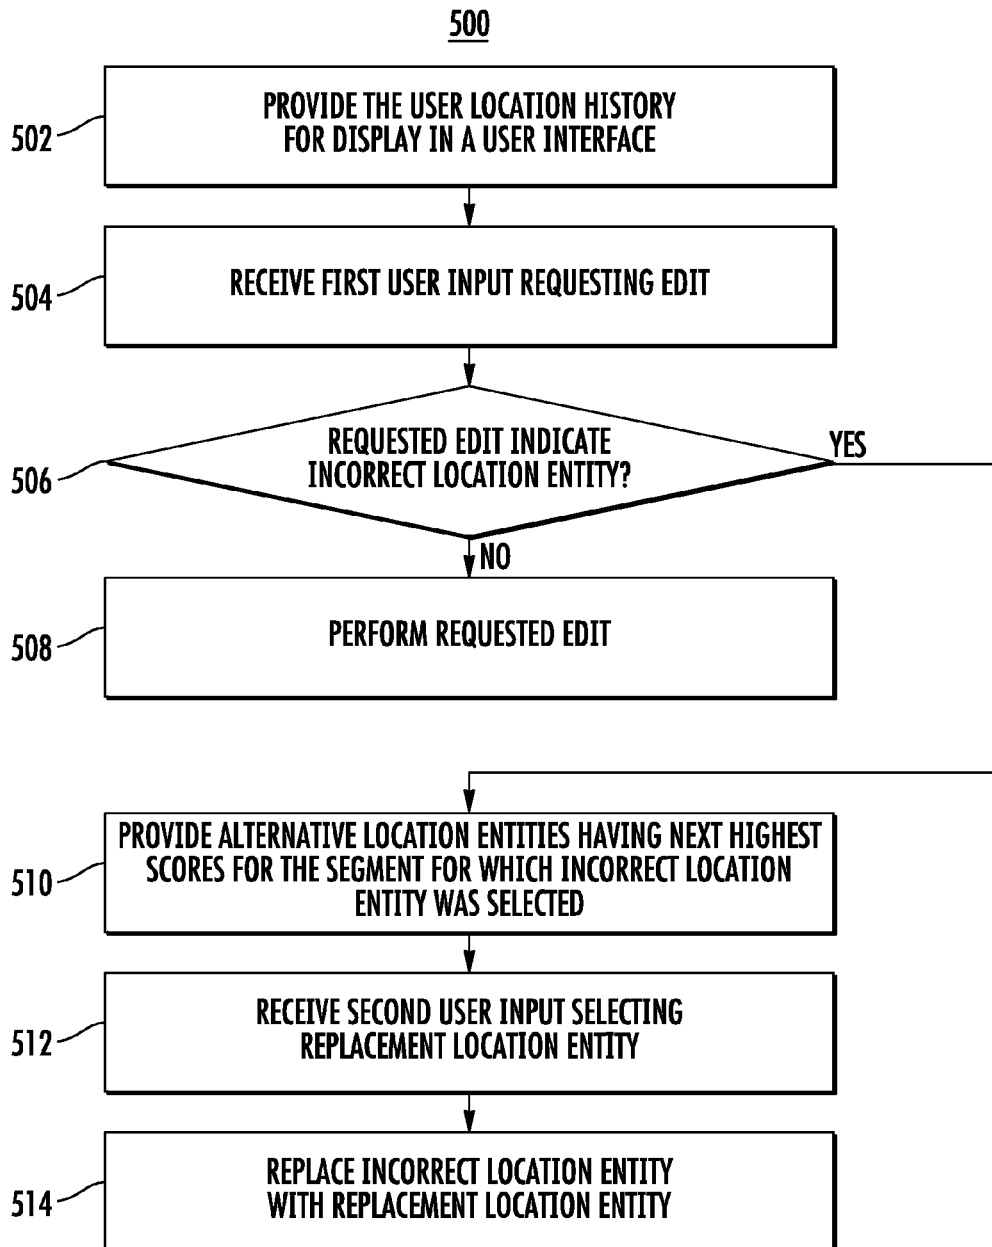 500
502
PROVIDE THE USER LOCATION HISTORY
FOR DISPLAY IN A USER INTERFACE
504
RECEIVE FIRST USER INPUT REQUESTING EDIT
506
REQUESTED EDIT INDICATE
INCORRECT LOCATION ENTITY?
YES
NO
508
PERFORM REQUESTED EDIT
510
PROVIDE ALTERNATIVE LOCATION ENTITIES HAVING NEXT HIGHEST
SCORES FOR THE SEGMENT FOR WHICH INCORRECT LOCATION
ENTITY WAS SELECTED
512
RECEIVE SECOND USER INPUT SELECTING
REPLACEMENT LOCATION ENTITY
514
REPLACE INCORRECT LOCATION ENTITY
WITH REPLACEMENT LOCATION ENTITY